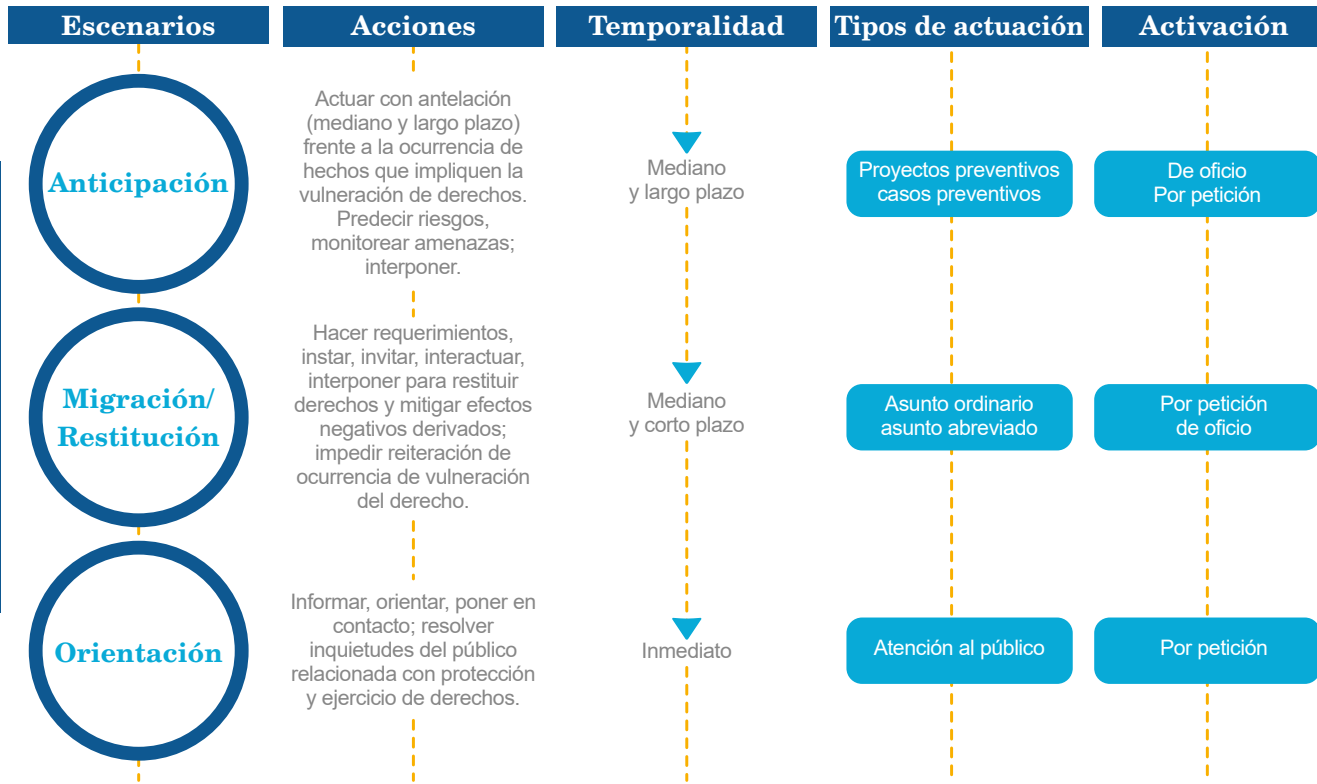 Escenarios
Acciones
Temporalidad
Tipos de actuación
Activación
Anticipación
Actuar con antelación
(mediano y largo plazo)
frente a la ocurrencia de
hechos que impliquen la
vulneración de derechos.
Predecir riesgos,
monitorear amenazas;
interponer.
Mediano
y largo plazo
Proyectos preventivos
casos preventivos
De oficio
Por petición
Migración/
Restitución
Hacer requerimientos,
instar, invitar, interactuar,
interponer para restituir
derechos y mitigar efectos
negativos derivados;
impedir reiteración de
ocurrencia de vulneración
del derecho.
Mediano
y corto plazo
Asunto ordinario
asunto abreviado
Por petición
de oficio
Orientación
Informar, orientar, poner en
contacto; resolver
inquietudes del público
relacionada con protección
y ejercicio de derechos.
Inmediato
Atención al público
Por petición